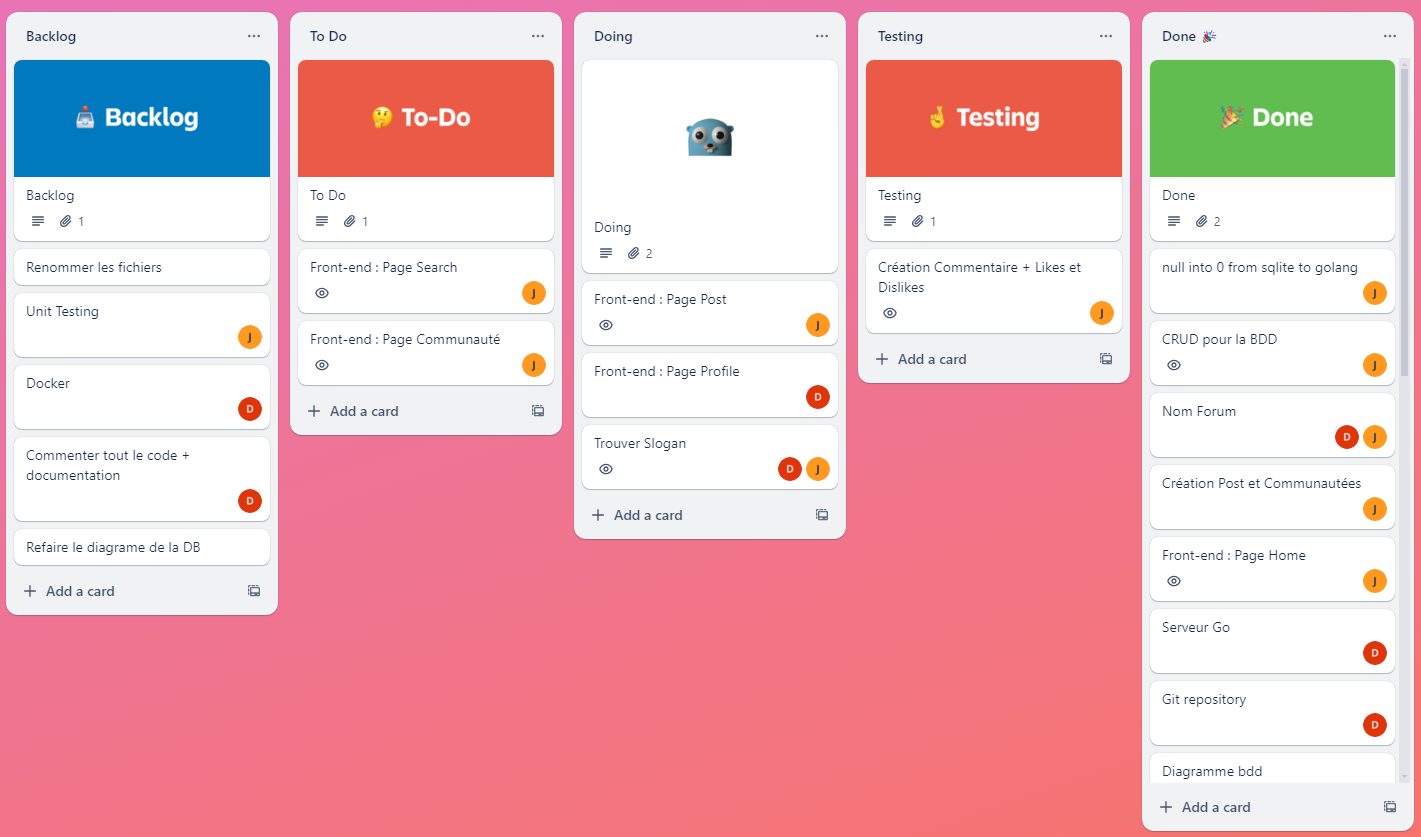 Backlog
Backlog
Backlog
1
Renommer les fichiers
Unit Testing
J
Docker
D
Commenter tout le code +
documentation
D
Refaire le diagrame de la DB
Add a card
To Do
To-Do
To Do
1
Front-end : Page Search
J
Front-end : Page Communauté
J
Add a card
Doing
Doing
2
Front-end : Page Post
J
Front-end : Page Profile
D
Trouver Slogan
D J
Add a card
Testing
Testing
Testing
1
Création Commentaire + Likes et
Dislikes
J
Add a card
Done
Done
Done
2
null into 0 from sqlite to golang
J
CRUD pour la BDD
J
Nom Forum
D J
Création Post et Communautées
J
Front-end : Page Home
J
Serveur Go
D
Git repository
D
Diagramme bdd
Add a card